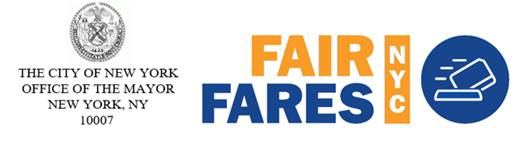 THE CITY OF NEW YORK
OFFICE OF THE MAYOR
NEW YORK, NY
10007
FAIR
FARES
NYC